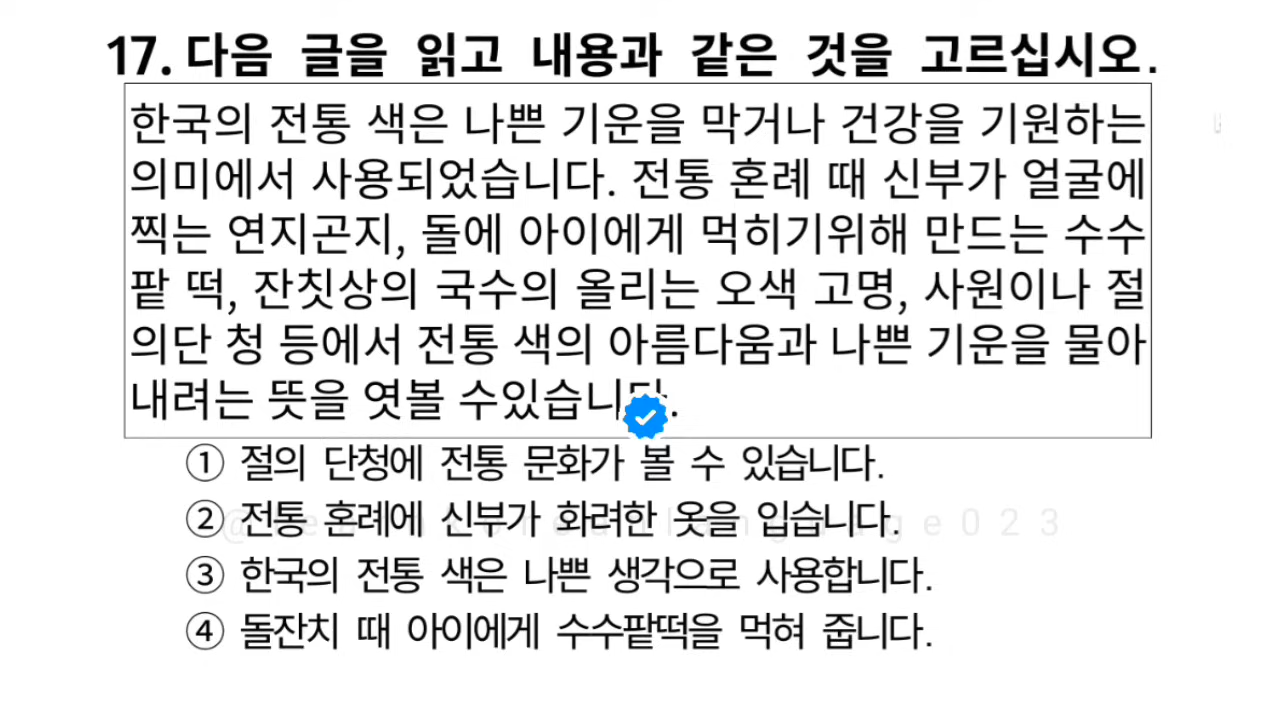 17. 다음 글을 읽고 내용과 같은 것을 고르십시오.
한국의 전통 색은 나쁜 기운을 막거나 건강을 기원하는
의미에서 사용되었습니다. 전통 혼례 때 신부가 얼굴에
찍는 연지곤지, 돌에 아이에게 먹히기위해 만드는 수수
팥 떡, 잔칫상의 국수의 올리는 오색 고명, 사원이나 절
의단 청 등에서 전통 색의 아름다움과 나쁜 기운을 물아
내려는 뜻을 엿볼 수있습니다.
① 절의 단청에 전통 문화가 볼 수 있습니다.
② 전통 혼례에 신부가 화려한 옷을 입습니다.
③ 한국의 전통 색은 나쁜 생각으로 사용합니다.
④ 돌잔치 때 아이에게 수수팥떡을 먹혀 줍니다.